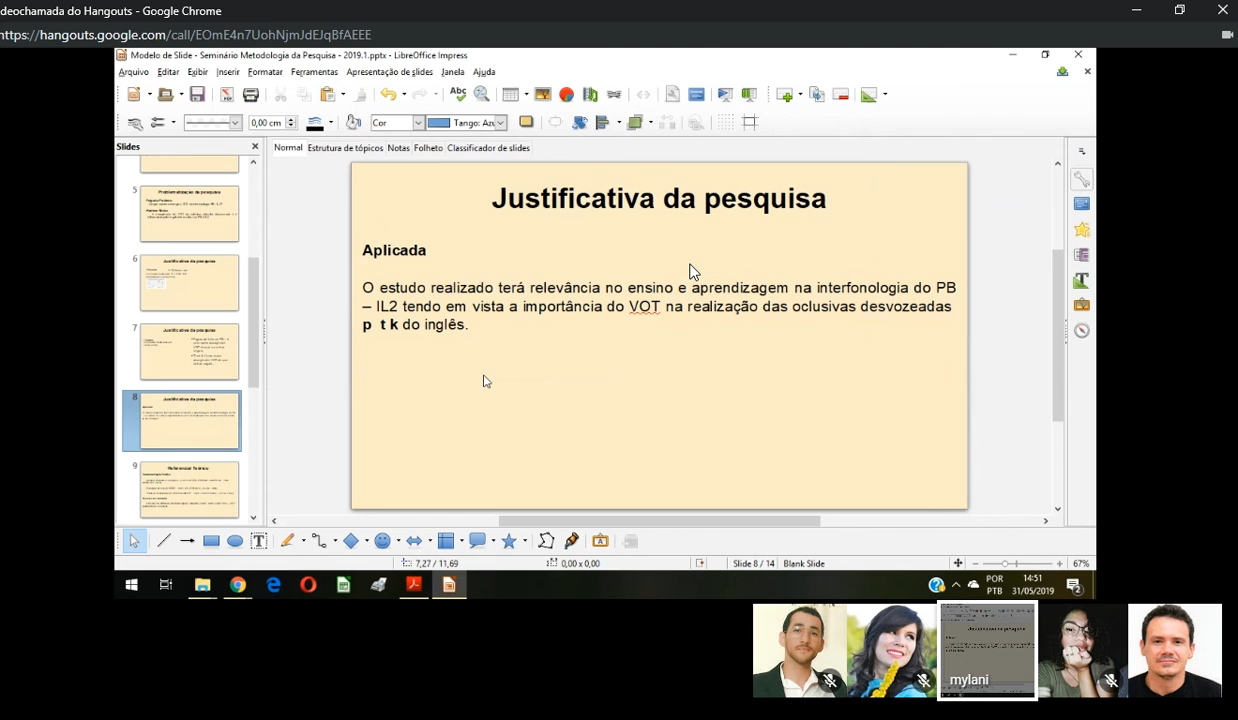 deochamada do Hangouts - Google Chrome
https://hangouts.google.com/call/EOmE4n7UohNjmJdEJqBfAEEE
Modelo de Slide - Seminário Metodologia da Pesquisa - 2019.1.pptx - LibreOffice Impress
Arquivo Editar Exibir Inserir Formatar Ferramentas Apresentação de slides Janela Ajuda
0,00 cm Cor Tango: Azu
Slides
Normal Estrutura de tópicos Notas Folheto Classificador de slides
5
Problematização da pesquisa
6
Justificativa da pesquisa
7
Justificativa da pesquisa
8
Justificativa da pesquisa
9
Referencial Teórico
Justificativa da pesquisa
Aplicada
O estudo realizado terá relevância no ensino e aprendizagem na interfonologia do PB
– IL2 tendo em vista a importância do VOT na realização das oclusivas desvozeadas
p t k do inglês.
7,27 / 11,69 0,00 x 0,00 Slide 8 / 14 Blank Slide 67%
POR 14:51
PTB 31/05/2019 2
mylani